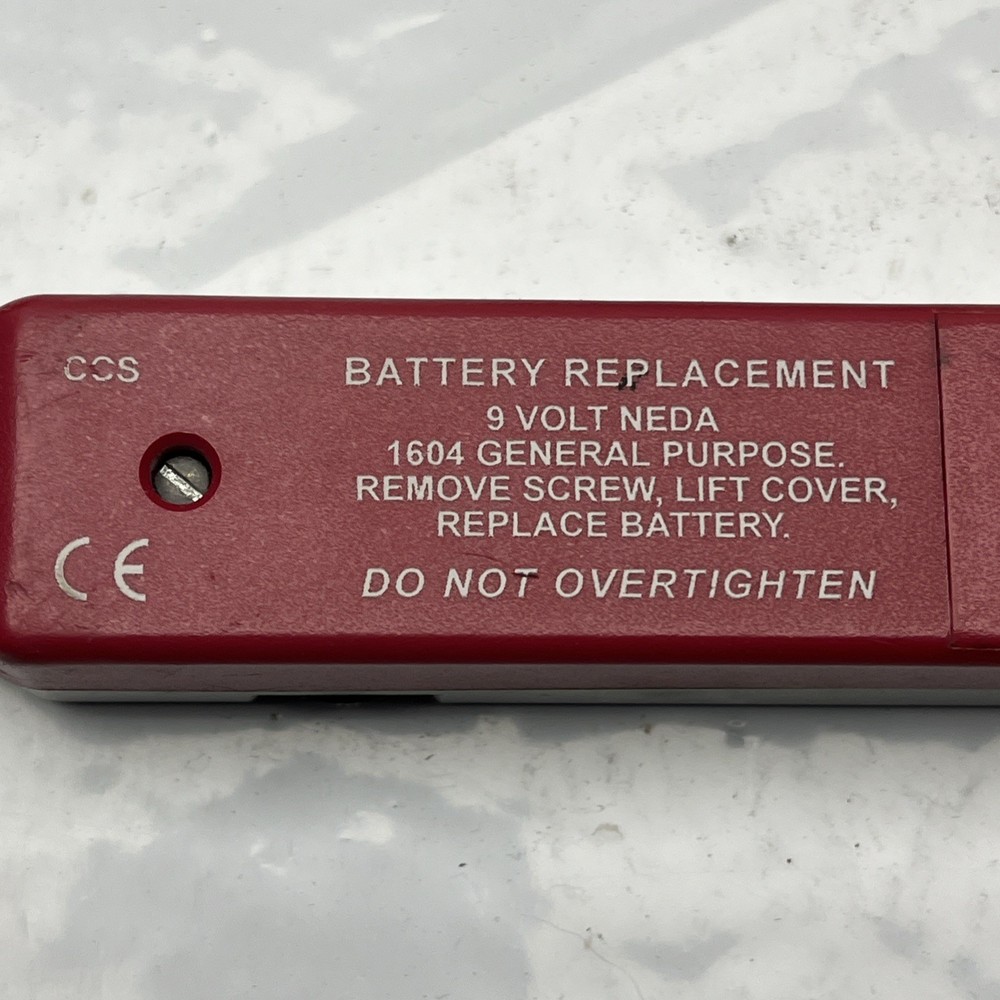 CCS
BATTERY REPLACEMENT
9 VOLT NEDA
1604 GENERAL PURPOSE.
REMOVE SCREW, LIFT COVER,
REPLACE BATTERY.
CE
DO NOT OVERTIGHTEN